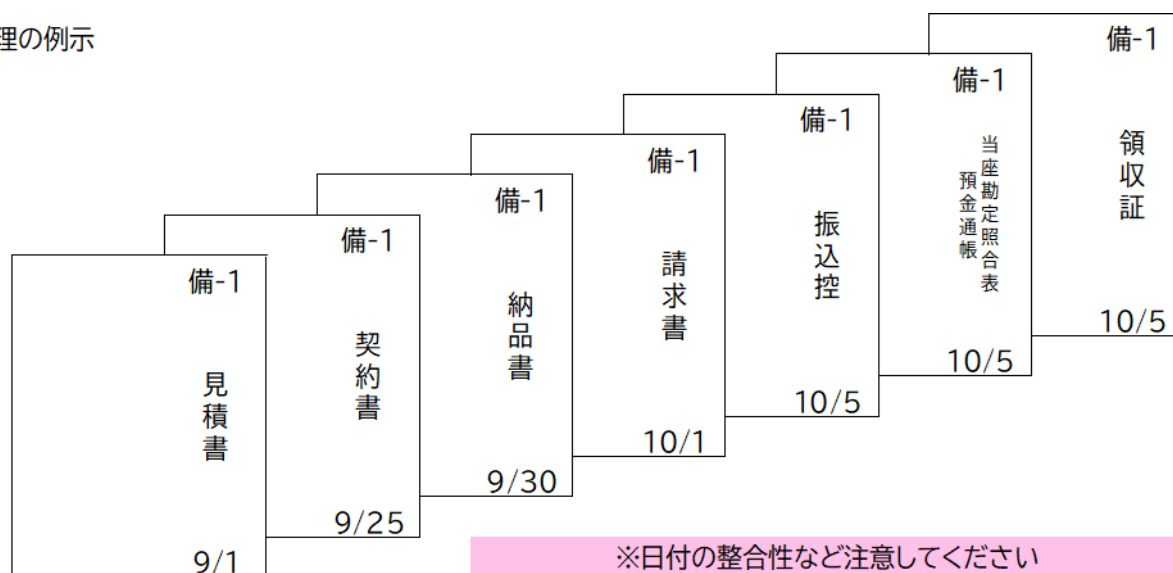 理の例示
備-1
見積書
9/1
備-1
契約書
9/25
備-1
納品書
9/30
備-1
請求書
10/1
備-1
振込控
10/5
備-1
当座勘定照合表
預金通帳
10/5
備-1
領収証
10/5
※日付の整合性など注意してください